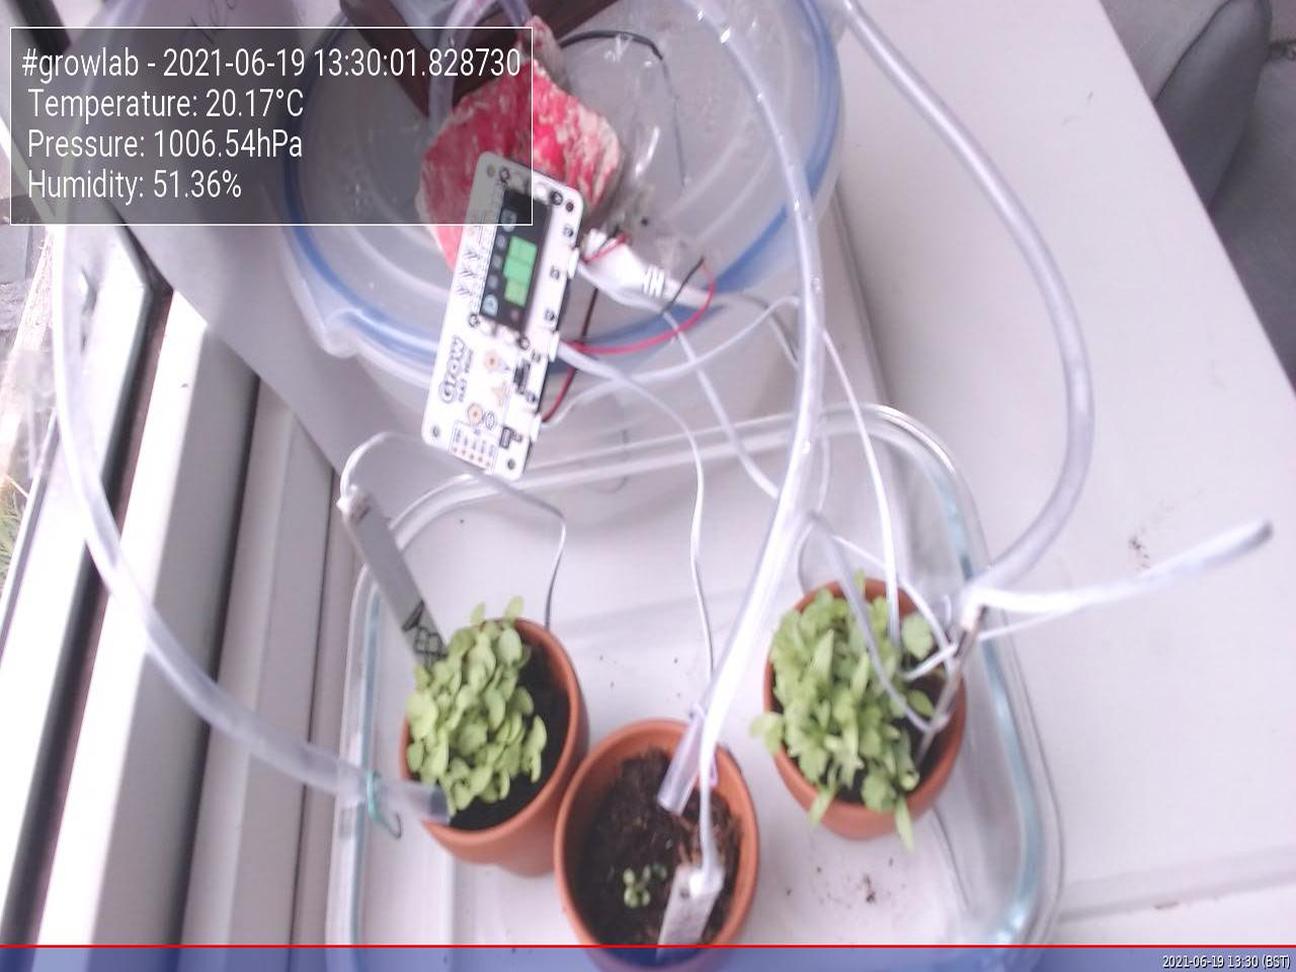 #growlab - 2021-06-19 13:30:01.828730
Temperature: 20.17°C
Pressure: 1006.54hPa
Humidity: 51.36%
GROW
2021-06-19 13:30 (BST)